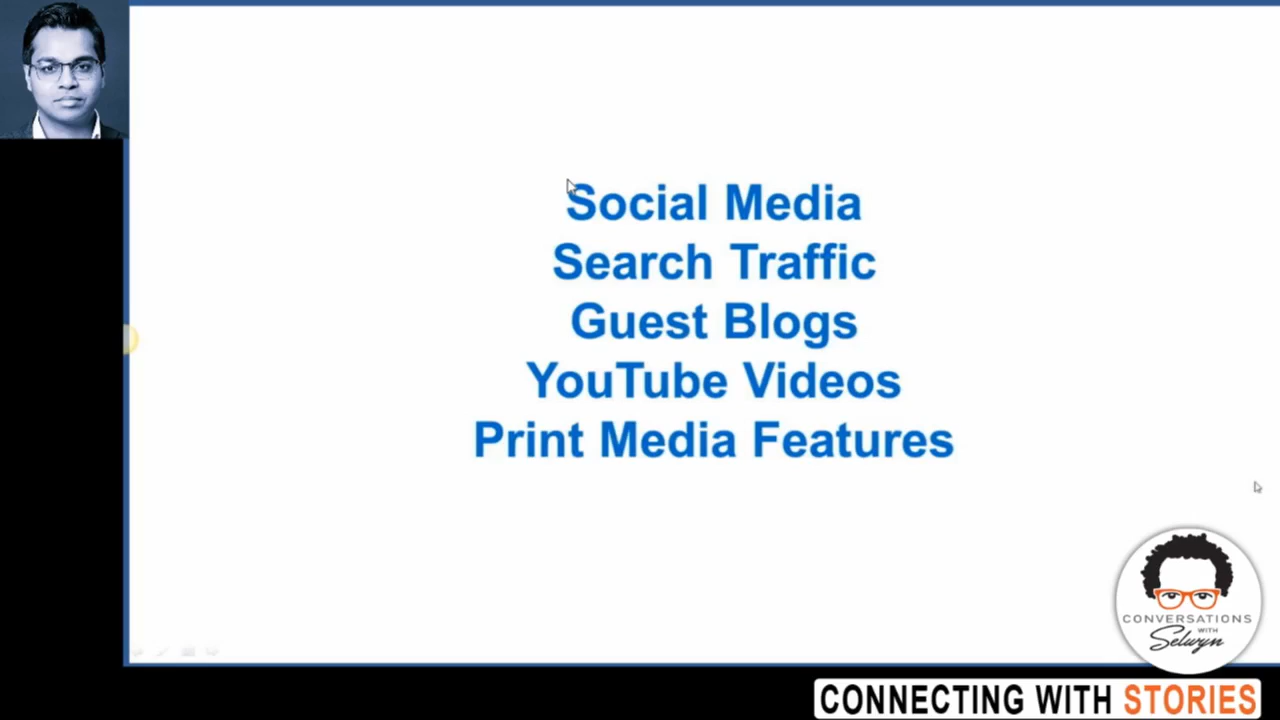 Social Media
Search Traffic
Guest Blogs
YouTube Videos
Print Media Features
CONVERSATIONS
WITH
Selwyn
CONNECTING WITH STORIES